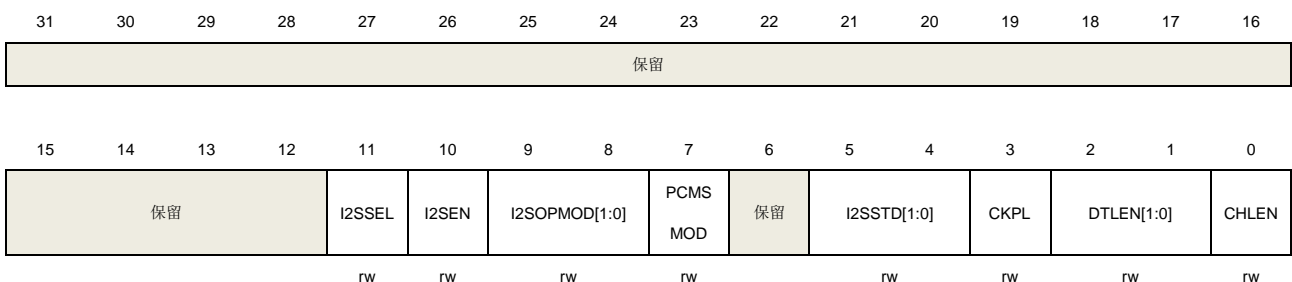 31 30 29 28 27 26 25 24 23 22 21 20 19 18 17 16
保留
15 14 13 12 11 10 9 8 7 6 5 4 3 2 1 0
保留 I2SSEL I2SEN I2SOPMOD[1:0] PCMS MOD 保留 I2SSTD[1:0] CKPL DTLEN[1:0] CHLEN
rw rw rw rw rw rw rw rw